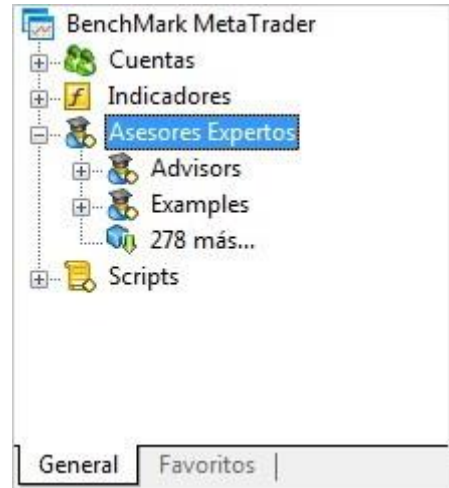 BenchMark MetaTrader
Cuentas
Indicadores
Asesores Expertos
Advisors
Examples
278 más...
Scripts
General Favoritos